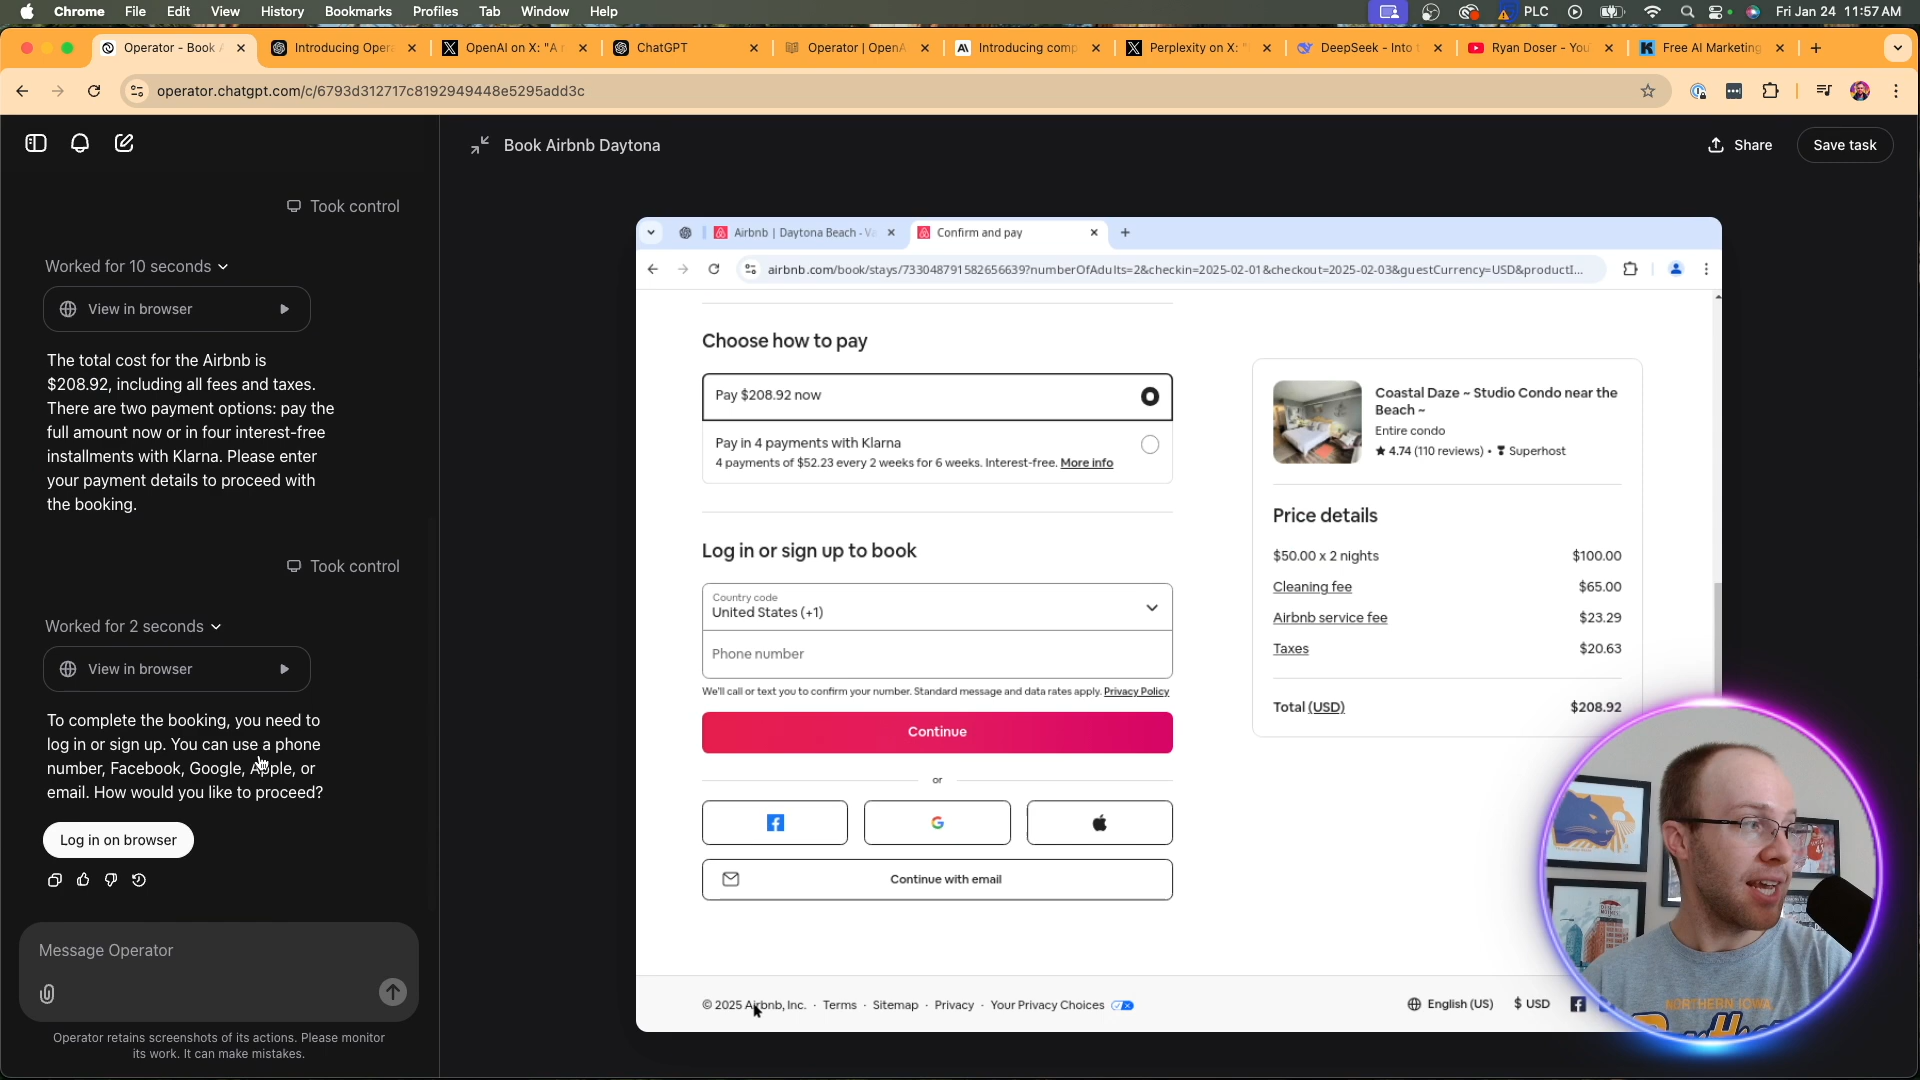 Chrome File Edit View History Bookmarks Profiles Tab Window Help
PLC
Fri Jan 24 11:57 AM
Operator - Book
Introducing Oper
OpenAI on X: "A
ChatGPT
Operator | OpenA
Introducing comp
Perplexity on X: "
DeepSeek - Into
Ryan Doser - You
Free AI Marketing
operator.chatgpt.com/c/6793d312717c8192949448e5295add3c
Book Airbnb Daytona
Share
Save task
Took control
Worked for 10 seconds
View in browser
The total cost for the Airbnb is
$208.92, including all fees and taxes.
There are two payment options: pay the
full amount now or in four interest-free
installments with Klarna. Please enter
your payment details to proceed with
the booking.
Took control
Worked for 2 seconds
View in browser
To complete the booking, you need to
log in or sign up. You can use a phone
number, Facebook, Google, Apple, or
email. How would you like to proceed?
Log in on browser
Message Operator
Operator retains screenshots of its actions. Please monitor
its work. It can make mistakes.
Airbnb | Daytona Beach - Va
Confirm and pay
airbnb.com/book/stays/733048791582656639?numberOfAdults=2&checkin=2025-02-01&checkout=2025-02-03&guestCurrency=USD&productI...
Choose how to pay
Pay $208.92 now
Pay in 4 payments with Klarna
4 payments of $52.23 every 2 weeks for 6 weeks. Interest-free. More info
Log in or sign up to book
Country code
United States (+1)
Phone number
We'll call or text you to confirm your number. Standard message and data rates apply. Privacy Policy
Continue
or
Continue with email
Coastal Daze ~ Studio Condo near the
Beach ~
Entire condo
★ 4.74 (110 reviews) • Superhost
Price details
$50.00 x 2 nights $100.00
Cleaning fee $65.00
Airbnb service fee $23.29
Taxes $20.63
Total (USD) $208.92
© 2025 Airbnb, Inc. · Terms · Sitemap · Privacy · Your Privacy Choices
English (US) $ USD
NORTHERN IOWA